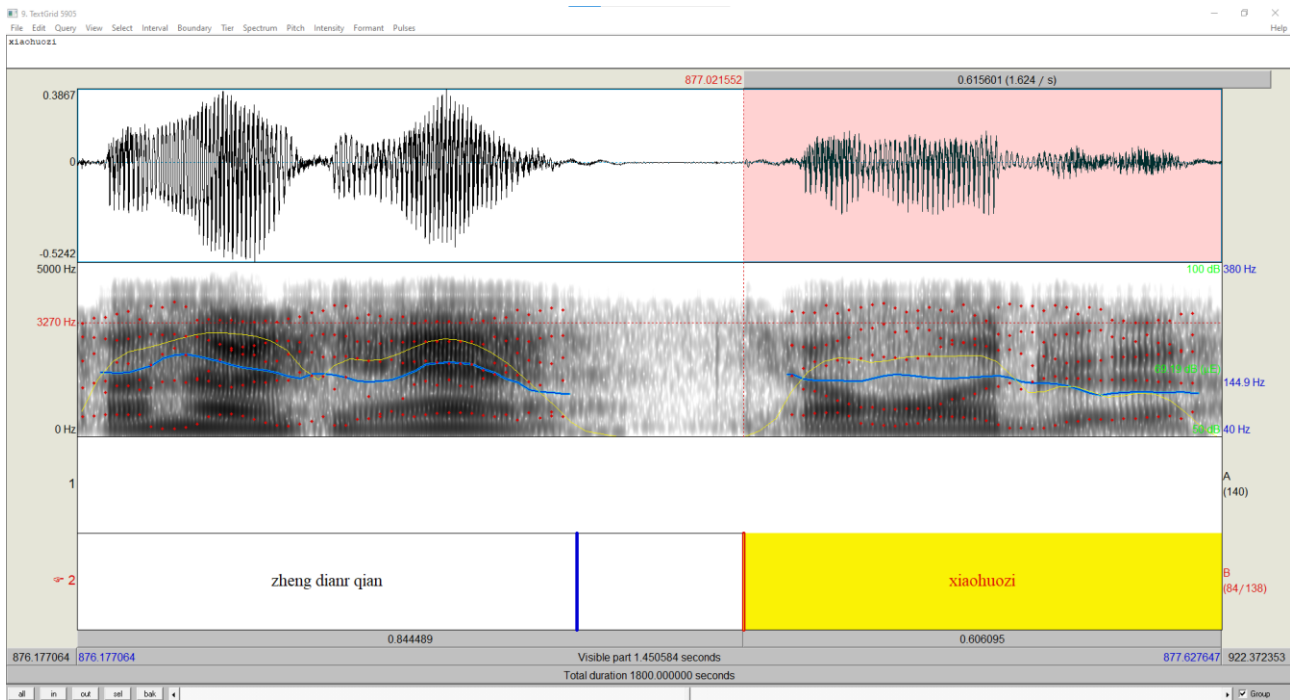 9. TextGrid 5905
File Edit Query View Select Interval Boundary Tier Spectrum Pitch Intensity Formant Pulses Help
xiaohuozi
877.021552 0.615601 (1.624 / s)
0.3867
0
-0.5242
5000 Hz 100 dB 380 Hz
3270 Hz
144.9 Hz
0 Hz 40 Hz
1 A
(140)
2 zheng dianr qian xiaohuozi B
(84/138)
0.844489 0.606095
876.177064 876.177064 Visible part 1.450584 seconds 877.627647 922.372353
Total duration 1800.000000 seconds
all in out sel bak Group